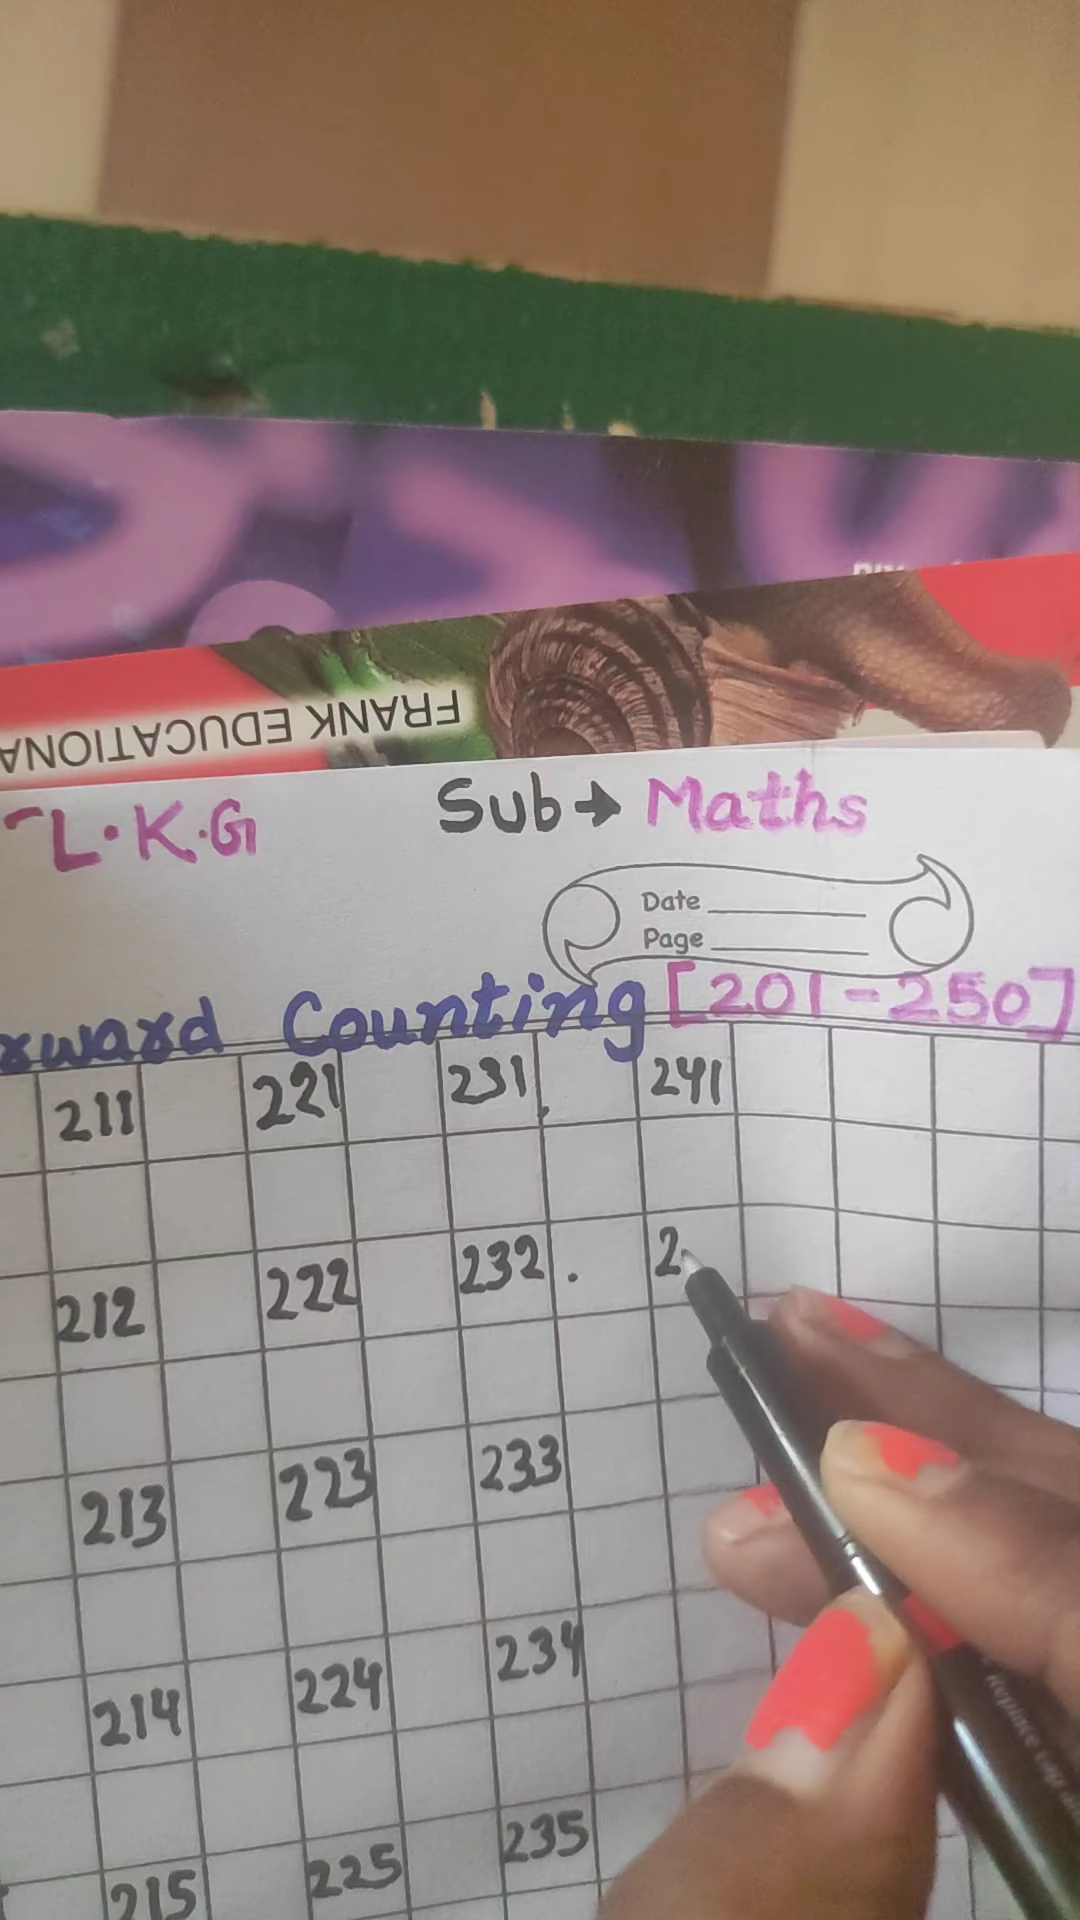 FRANK EDUCATIONA
L.K.G Sub → Maths
Date
Page
Counting [201-250]
211 221 231 241
212 222 232. 2
213 223 233
214 224 234
215 225 235